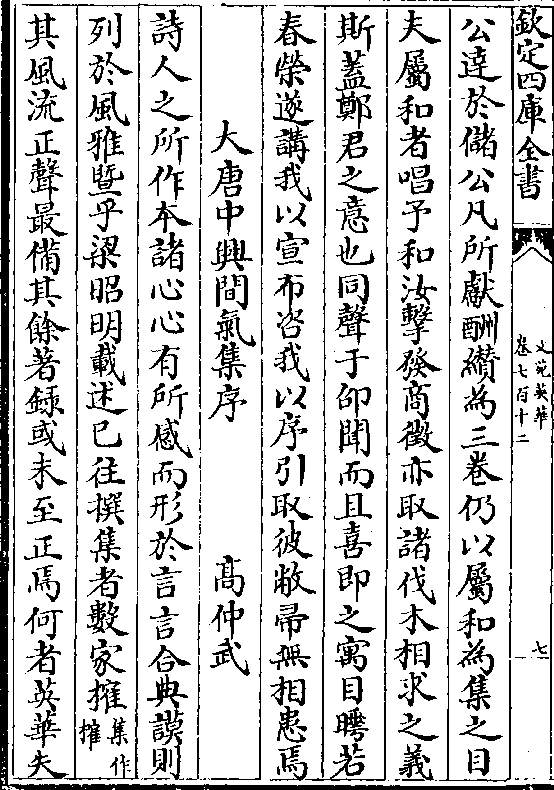 欽定四庫全書
文苑英華
卷七百十二
七
公逹於儲公凡所獻酬纉為三卷仍以屬和為集之目
夫屬和者唱予和汝擊發商徴亦取諸伐木相求之義
斯蓋鄭君之意也同聲于邵聞而且喜即之寓目聘若
春榮遂講我以宣布咨我以序引取彼敝帚無相患焉
大唐中興間氣集序 髙仲武
詩人之所作本諸心心有所感而形於言言合典謨則
列於風雅暨乎梁昭明載述已往撰集者數家搉集作
摧
其風流正聲最備其餘著録或未至正焉何者英華失